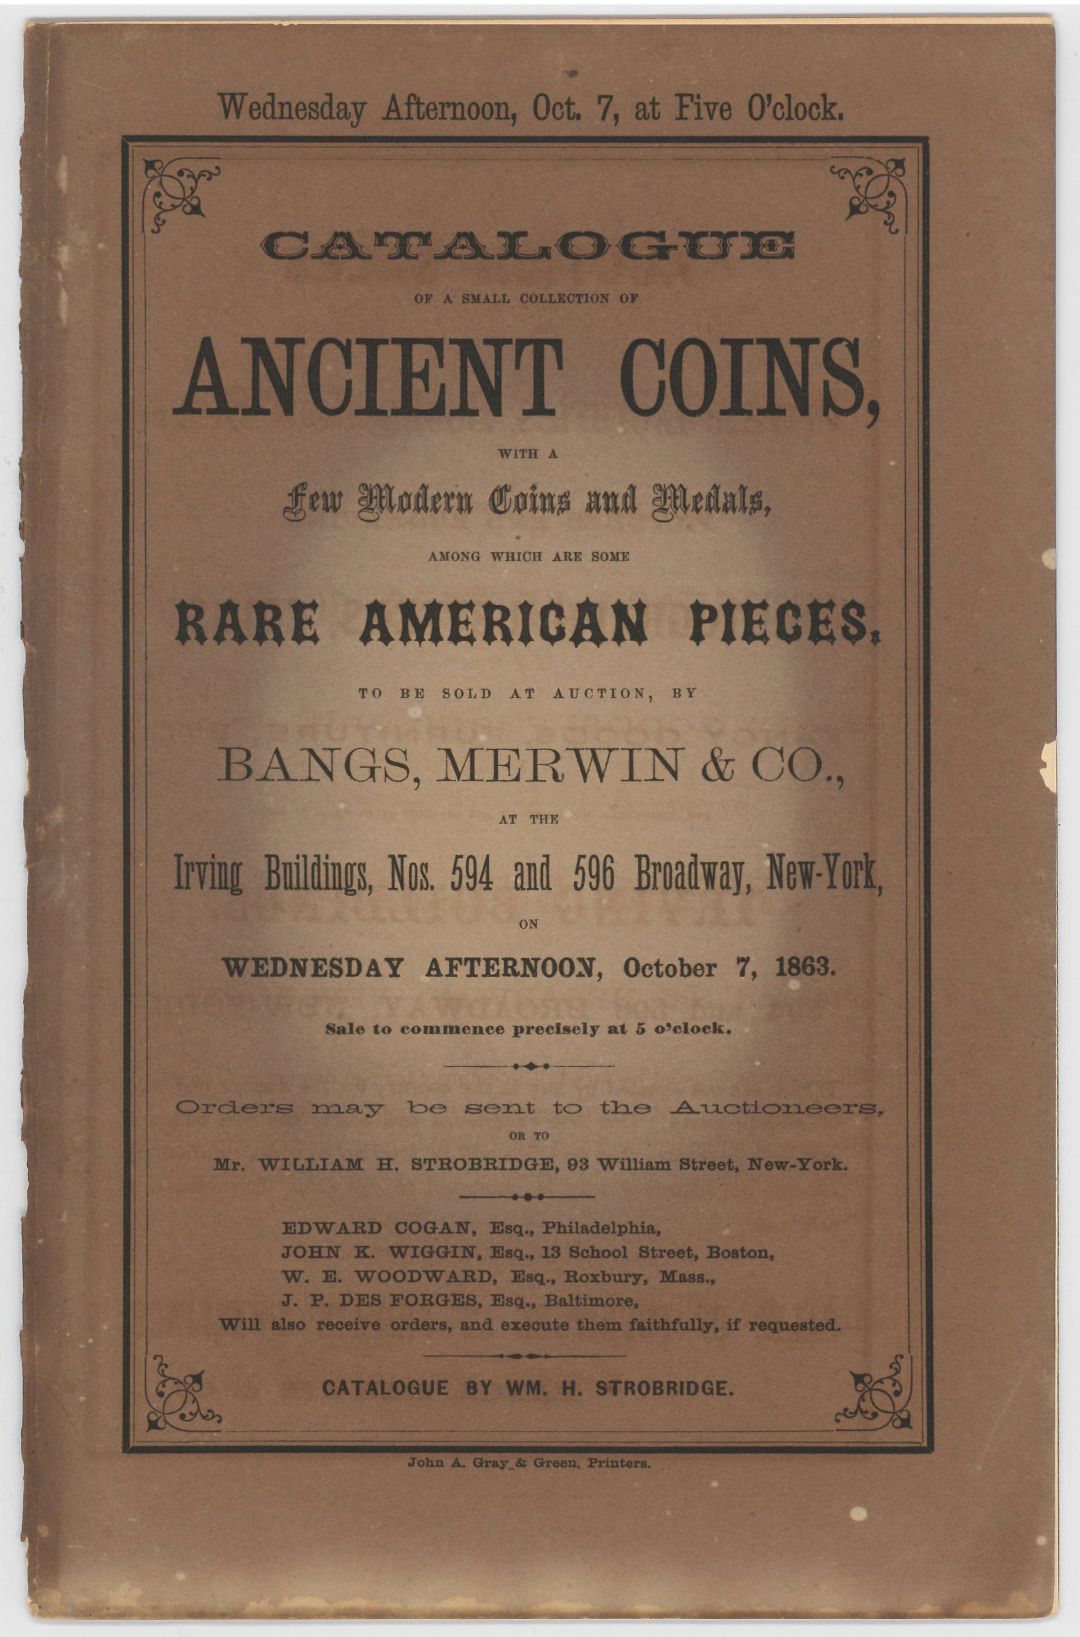 Wednesday Afternoon, Oct. 7, at Five O'clock.
CATALOGUE
OF A SMALL COLLECTION OF
ANCIENT COINS,
WITH A
Few Modern Coins and Medals,
AMONG WHICH ARE SOME
RARE AMERICAN PIECES,
TO BE SOLD AT AUCTION, BY
BANGS, MERWIN & CO.,
AT THE
Irving Buildings, Nos. 594 and 596 Broadway, New-York,
ON
WEDNESDAY AFTERNOON, October 7, 1863.
Sale to commence precisely at 5 o'clock.
Orders may be sent to the Auctioneers,
OR TO
Mr. WILLIAM H. STROBRIDGE, 93 William Street, New-York.
EDWARD COGAN, Esq., Philadelphia,
JOHN K. WIGGIN, Esq., 13 School Street, Boston,
W. E. WOODWARD, Esq., Roxbury, Mass.,
J. P. DES FORGES, Esq., Baltimore,
Will also receive orders, and execute them faithfully, if requested.
CATALOGUE BY WM. H. STROBRIDGE.
John A. Gray & Green, Printers.